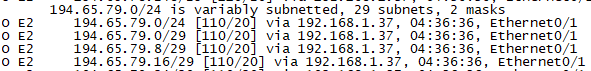 194.65.79.0/24 is variably subnetted, 29 subnets, 2 masks
O E2 194.65.79.0/24 [110/20] via 192.168.1.37, 04:36:36, Ethernet0/1
O E2 194.65.79.0/29 [110/20] via 192.168.1.37, 04:36:36, Ethernet0/1
O E2 194.65.79.8/29 [110/20] via 192.168.1.37, 04:36:36, Ethernet0/1
O E2 194.65.79.16/29 [110/20] via 192.168.1.37, 04:36:36, Ethernet0/1